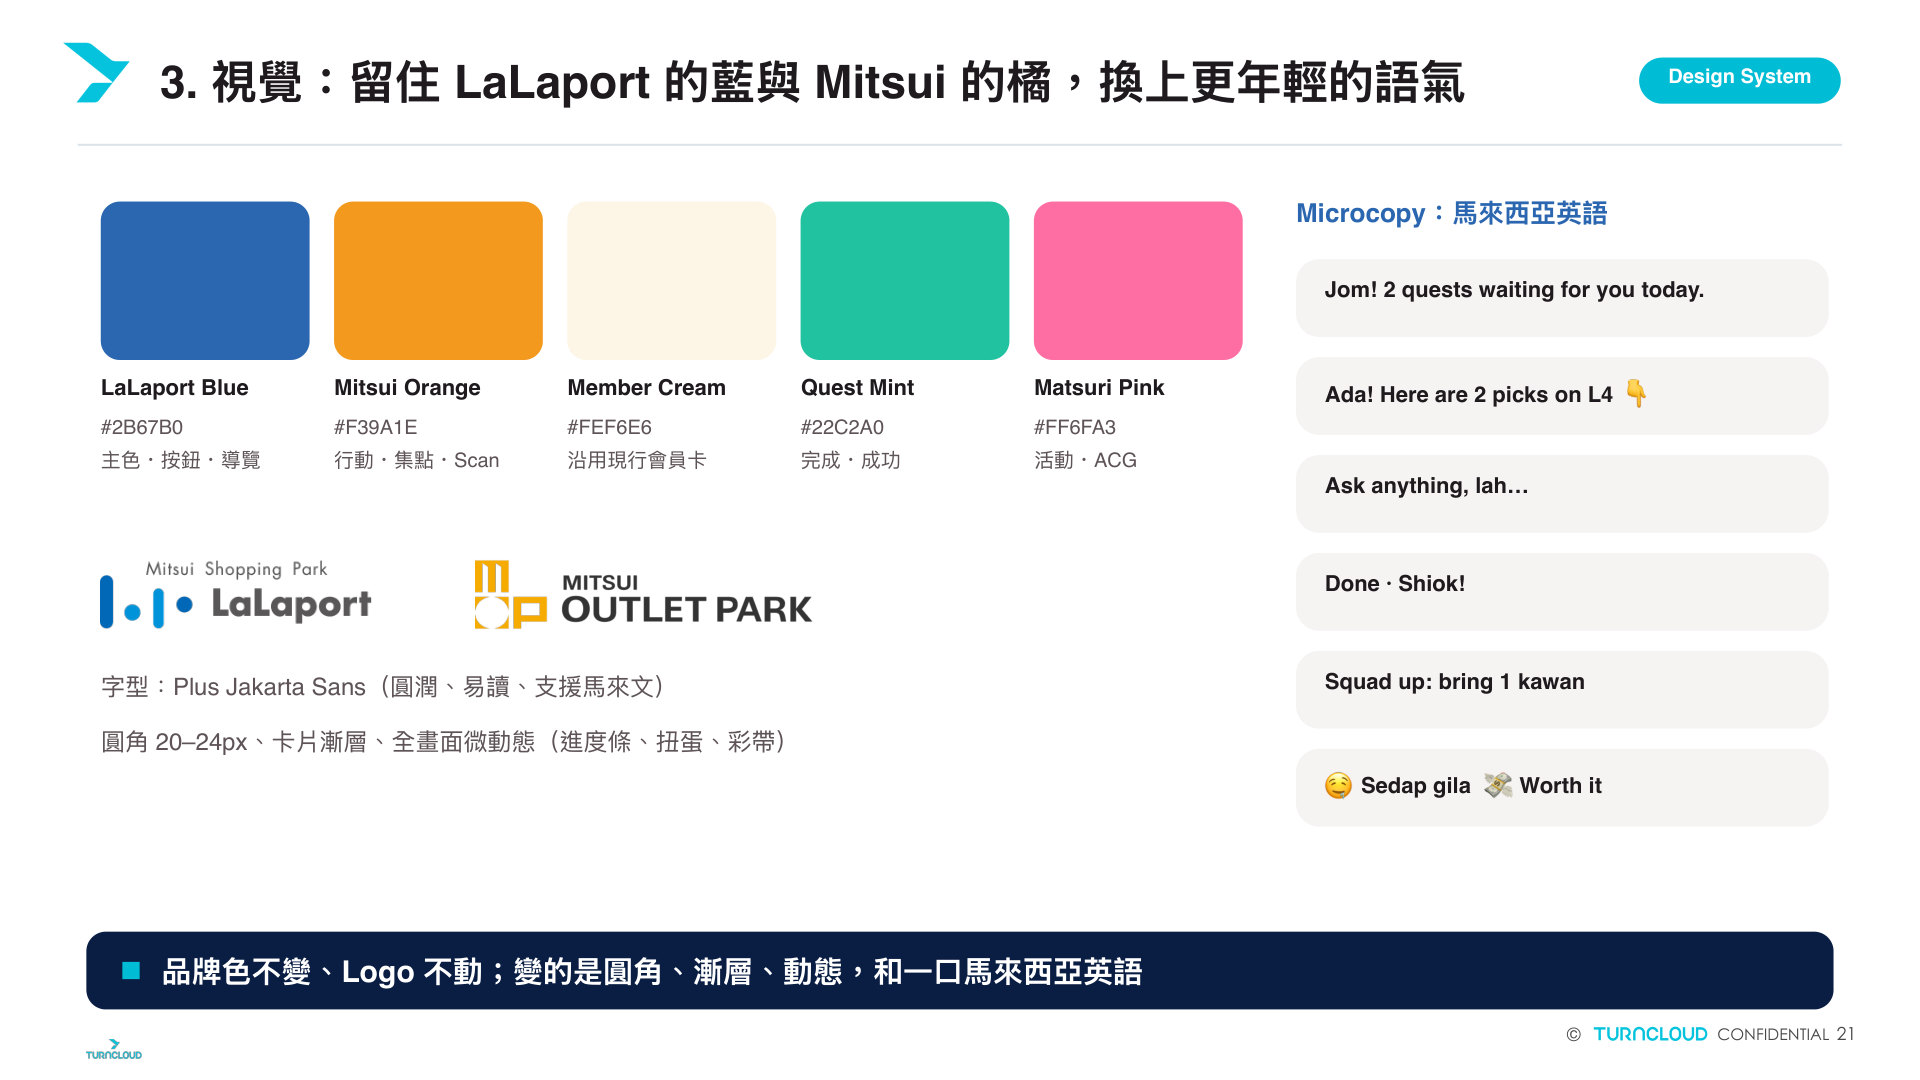 3. 視覺：留住 LaLaport 的藍與 Mitsui 的橘，換上更年輕的語氣
Design System
LaLaport Blue
#2B67B0
主色・按鈕・導覽
Mitsui Orange
#F39A1E
行動・集點・Scan
Member Cream
#FEF6E6
沿用現行會員卡
Quest Mint
#22C2A0
完成・成功
Matsuri Pink
#FF6FA3
活動・ACG
Mitsui Shopping Park
LaLaport
MITSUI
OUTLET PARK
字型：Plus Jakarta Sans（圓潤、易讀、支援馬來文）
圓角 20–24px、卡片漸層、全畫面微動態（進度條、扭蛋、彩帶）
Microcopy：馬來西亞英語
Jom! 2 quests waiting for you today.
Ada! Here are 2 picks on L4 👇
Ask anything, lah…
Done · Shiok!
Squad up: bring 1 kawan
🤤 Sedap gila 💸 Worth it
品牌色不變、Logo 不動；變的是圓角、漸層、動態，和一口馬來西亞英語
TURNCLOUD
© TURNCLOUD CONFIDENTIAL 21